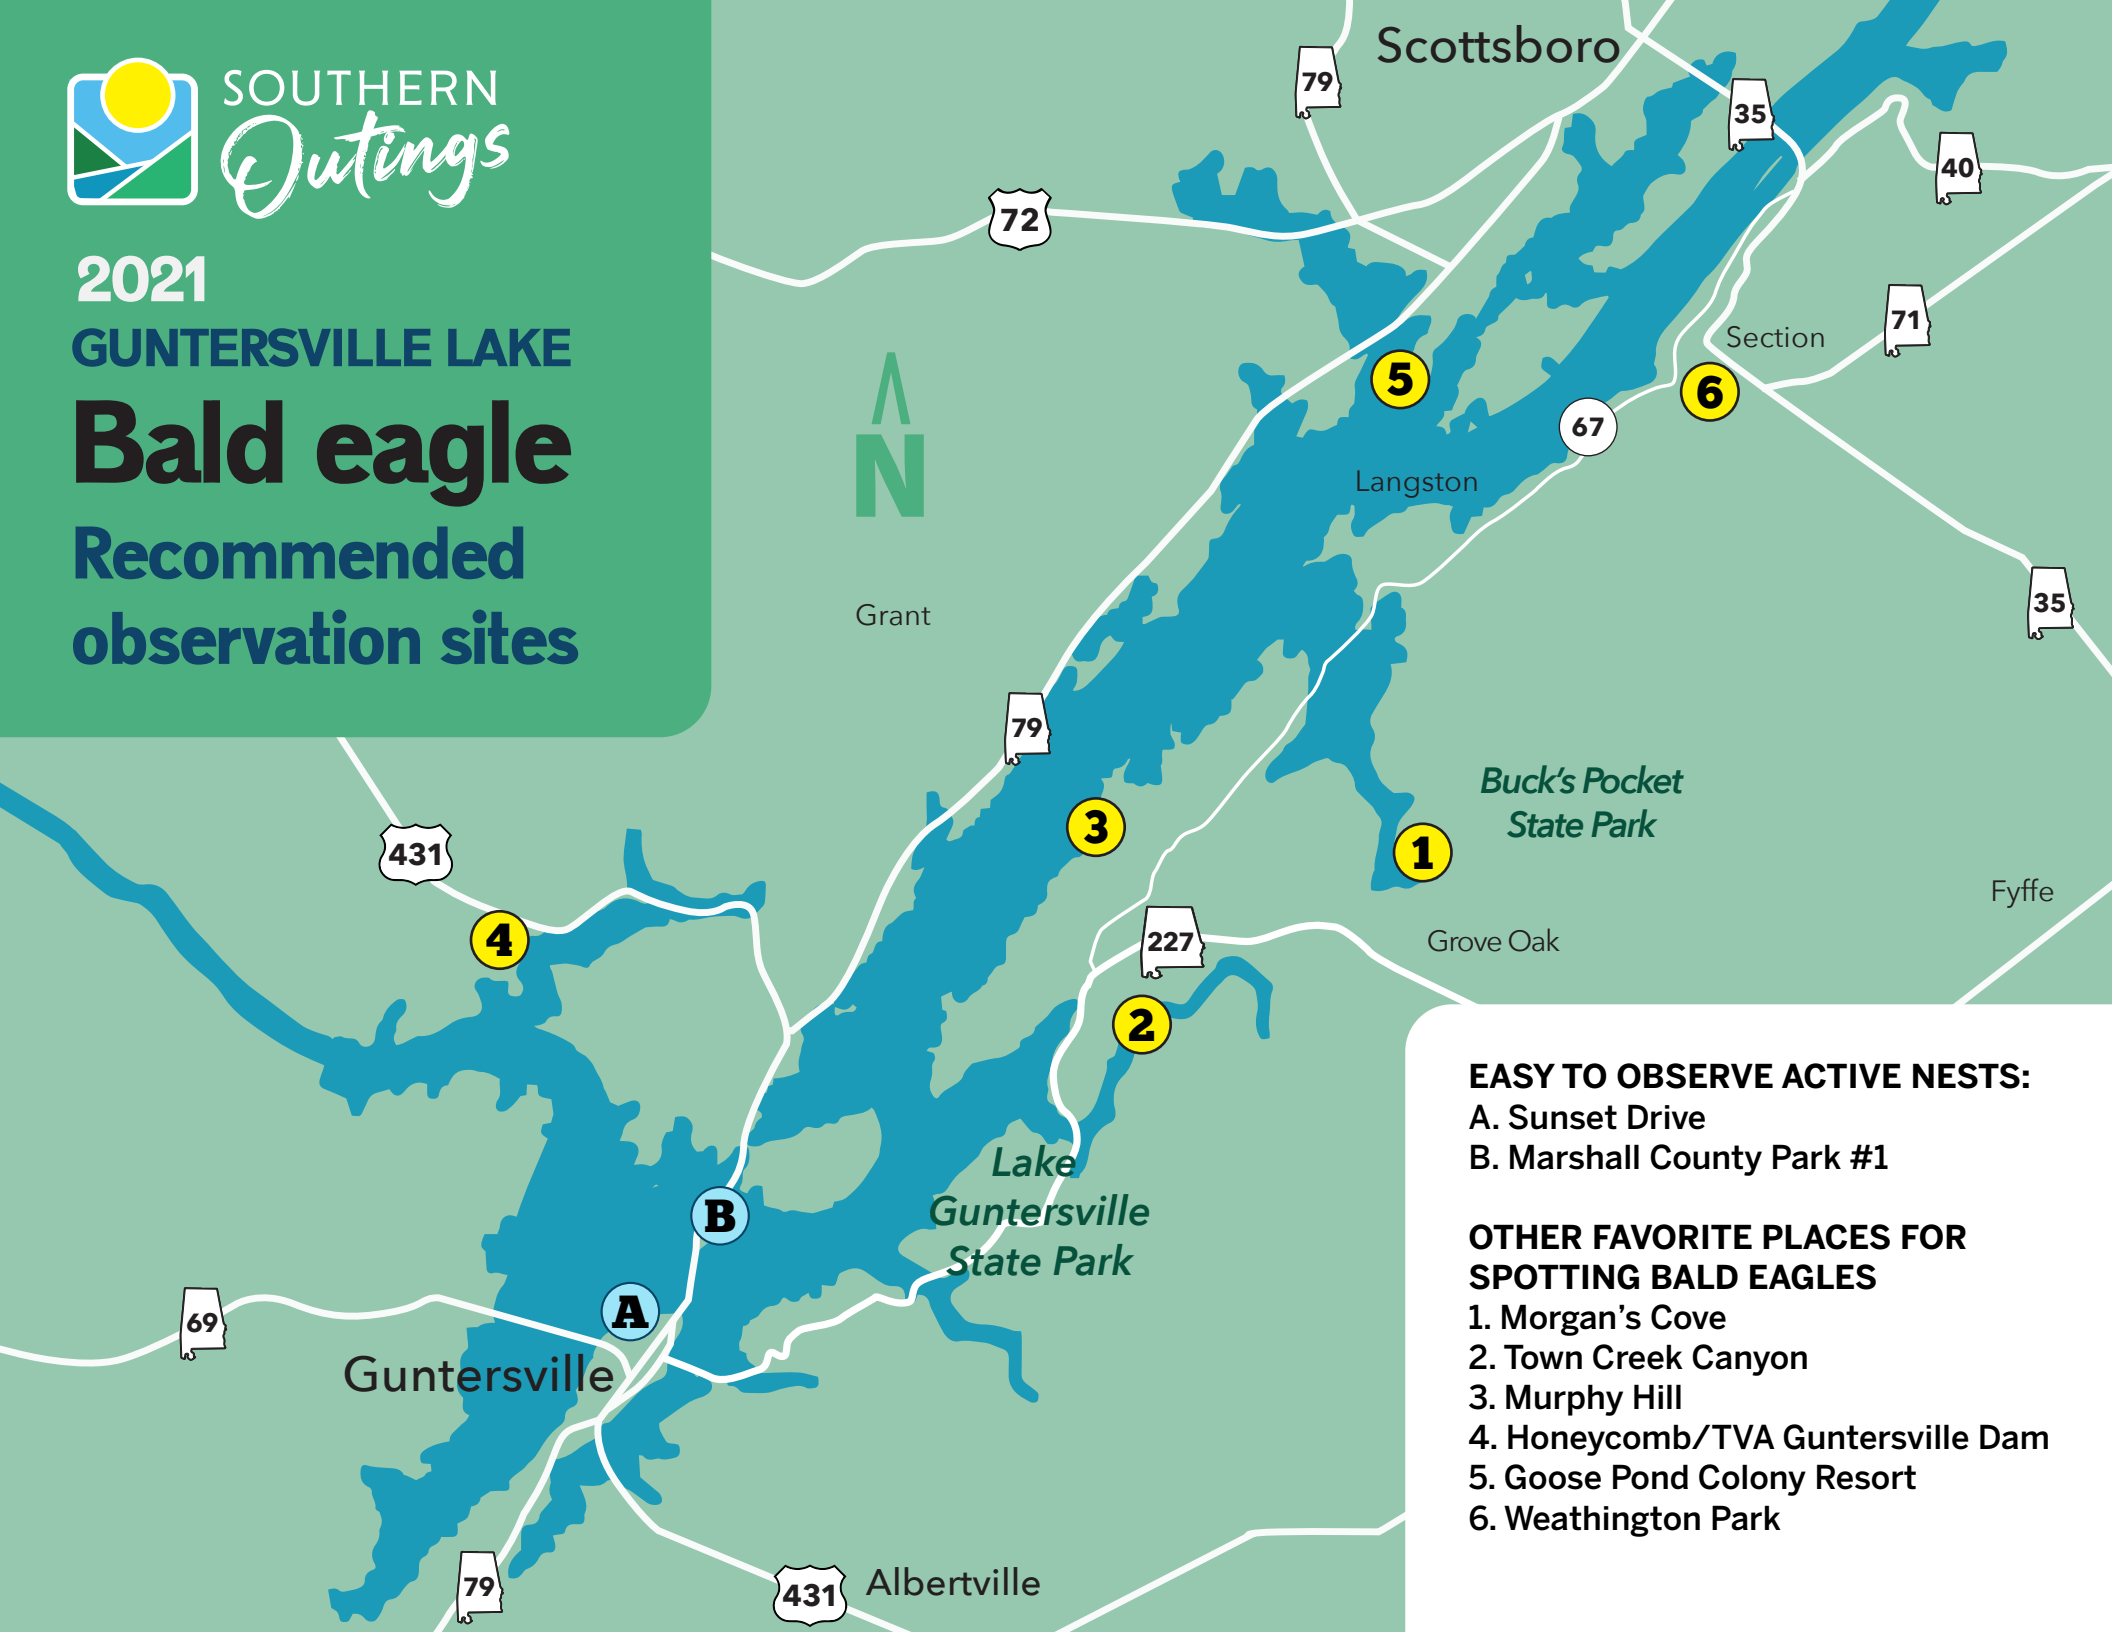 SOUTHERN
Outings
2021
GUNTERSVILLE LAKE
Bald eagle
Recommended
observation sites
N
Scottsboro
79
35
40
72
71
Section
5
6
67
Langston
Grant
35
79
Buck's Pocket
State Park
3
1
431
Fyffe
4
227
Grove Oak
2
Lake
Guntersville
State Park
B
A
69
Guntersville
79
431
Albertville
EASY TO OBSERVE ACTIVE NESTS:
A. Sunset Drive
B. Marshall County Park #1
OTHER FAVORITE PLACES FOR
SPOTTING BALD EAGLES
1. Morgan's Cove
2. Town Creek Canyon
3. Murphy Hill
4. Honeycomb/TVA Guntersville Dam
5. Goose Pond Colony Resort
6. Weathington Park